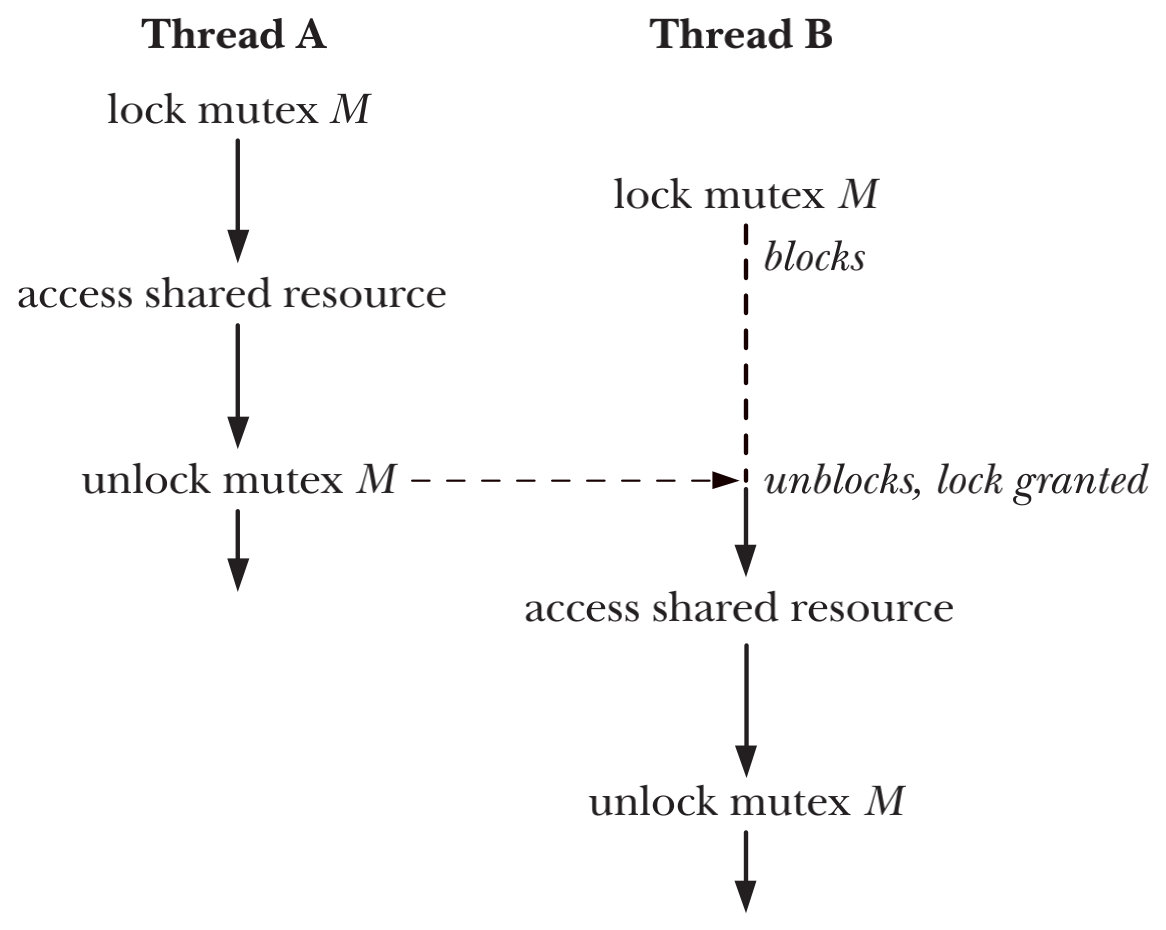 Thread A
Thread B
lock mutex M
lock mutex M
blocks
access shared resource
unlock mutex M
unblocks, lock granted
access shared resource
unlock mutex M